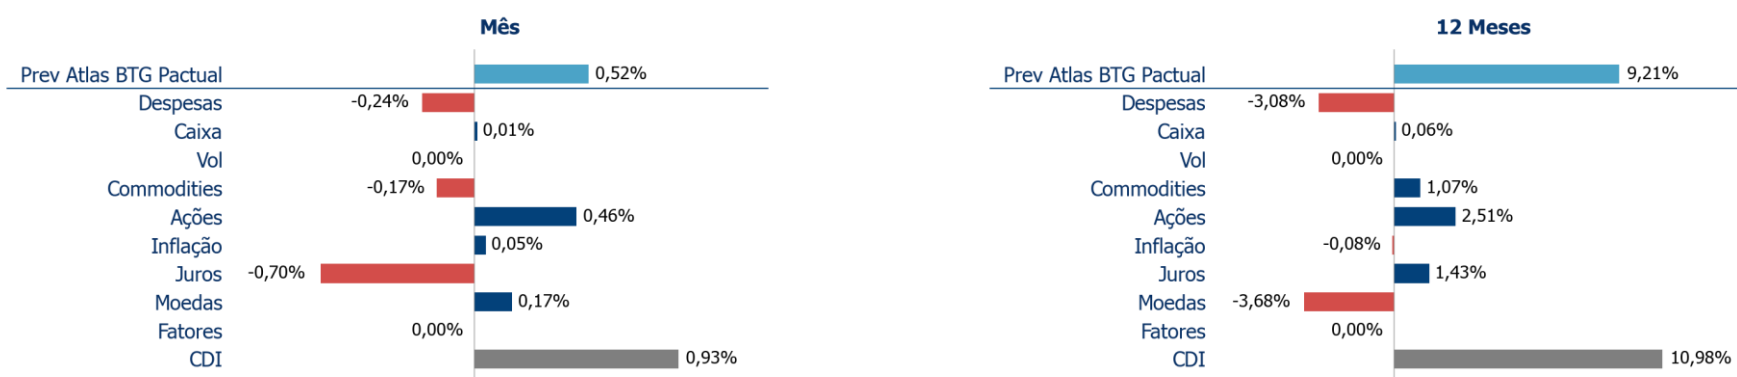 Mês
Prev Atlas BTG Pactual 0,52%
Despesas -0,24%
Caixa 0,01%
Vol 0,00%
Commodities -0,17%
Ações 0,46%
Inflação 0,05%
Juros -0,70%
Moedas 0,17%
Fatores 0,00%
CDI 0,93%
12 Meses
Prev Atlas BTG Pactual 9,21%
Despesas -3,08%
Caixa 0,06%
Vol 0,00%
Commodities 1,07%
Ações 2,51%
Inflação -0,08%
Juros 1,43%
Moedas -3,68%
Fatores 0,00%
CDI 10,98%